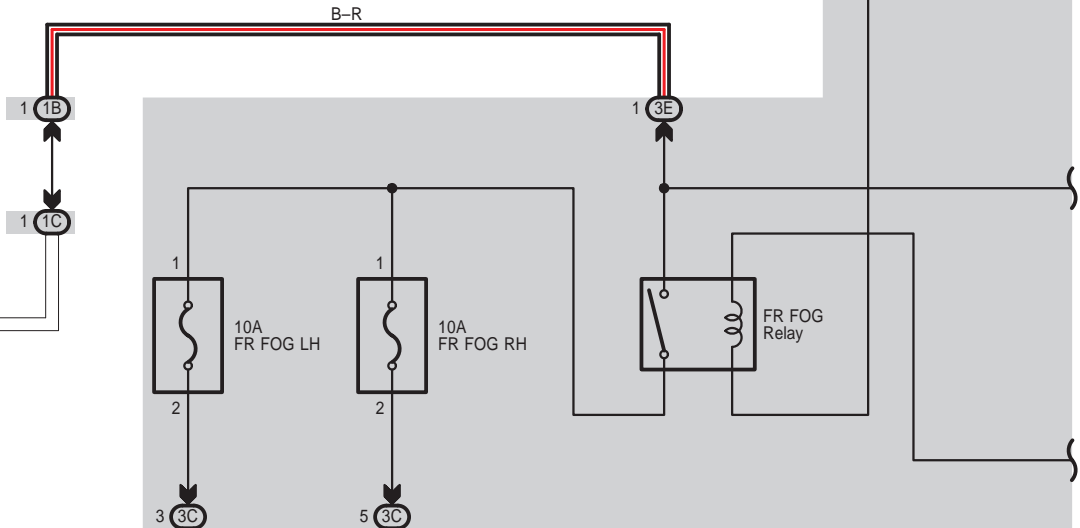 B–R
1 1B
1 3E
1 1C
1
1
10A
FR FOG LH
10A
FR FOG RH
FR FOG
Relay
2
2
3 3C
5 3C